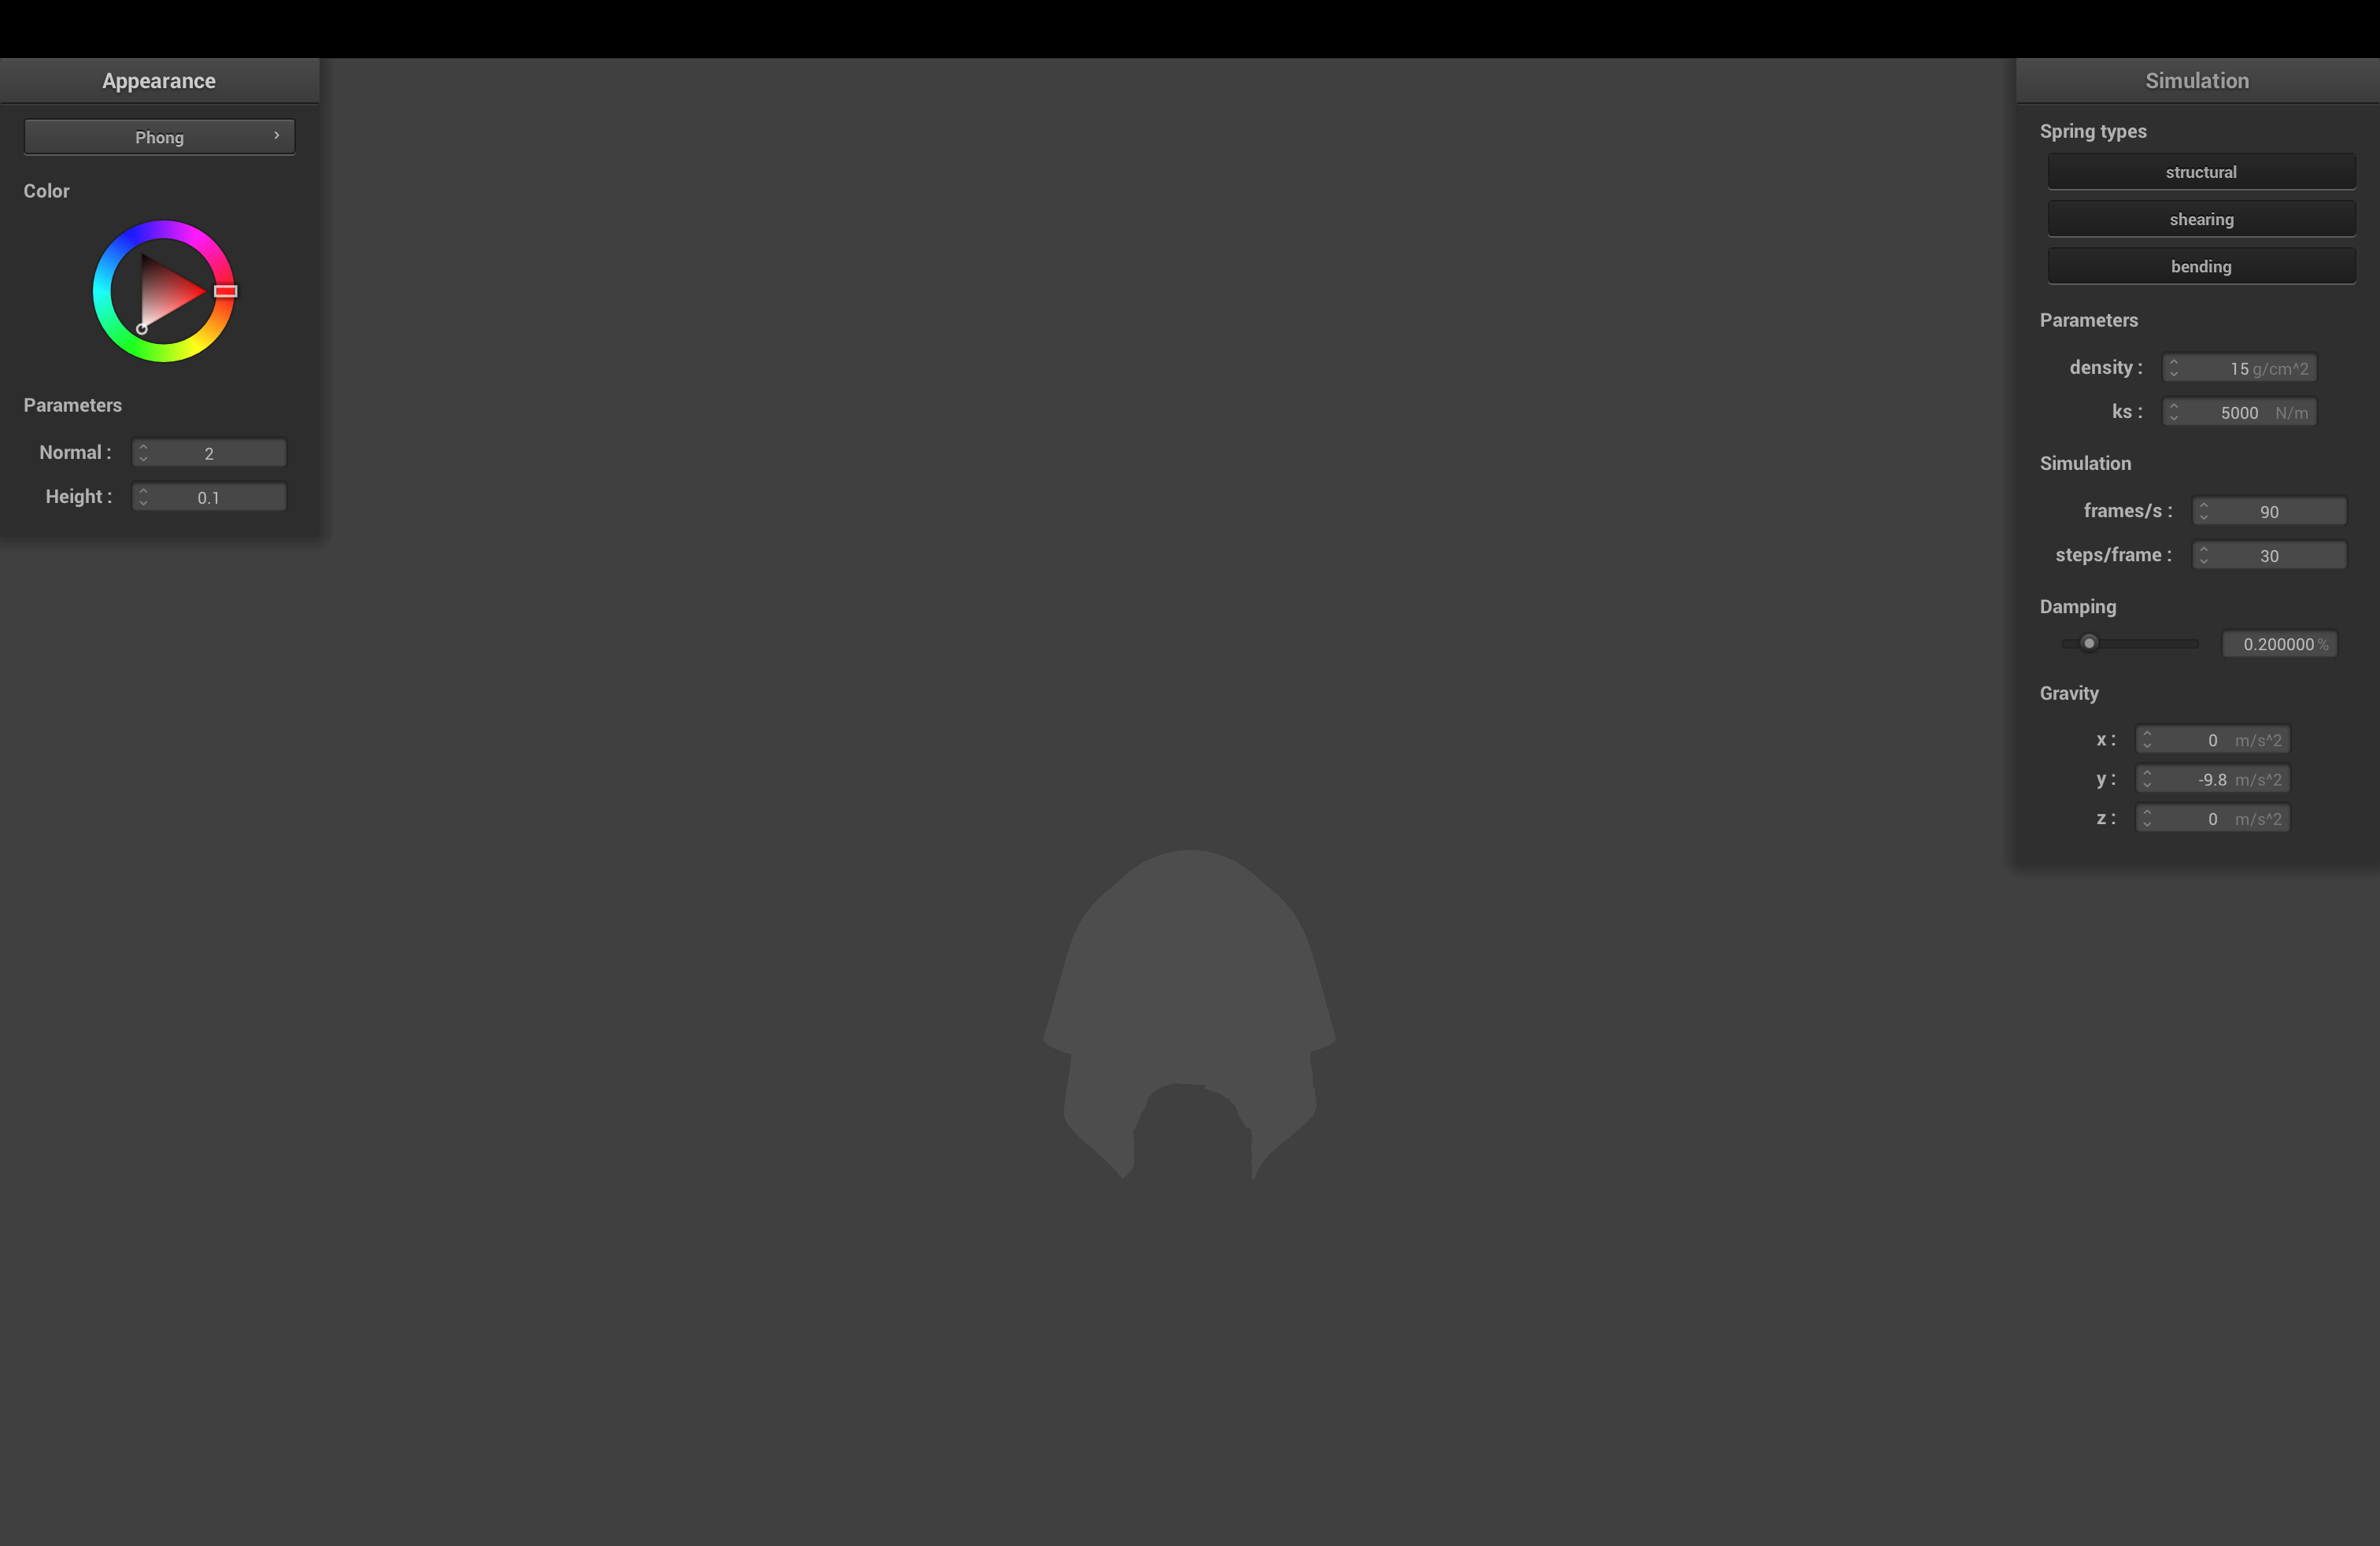 Appearance
Phong
Color
Parameters
Normal : 2
Height : 0.1
Simulation
Spring types
structural
shearing
bending
Parameters
density : 15 g/cm^2
ks : 5000 N/m
Simulation
frames/s : 90
steps/frame : 30
Damping
0.200000 %
Gravity
x : 0 m/s^2
y : -9.8 m/s^2
z : 0 m/s^2